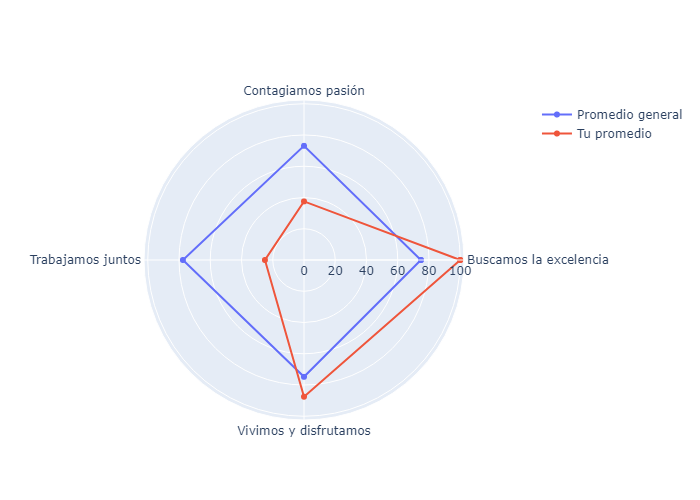 Contagiamos pasión
Promedio general
Tu promedio
Trabajamos juntos
Buscamos la excelencia
0 20 40 60 80 100
Vivimos y disfrutamos